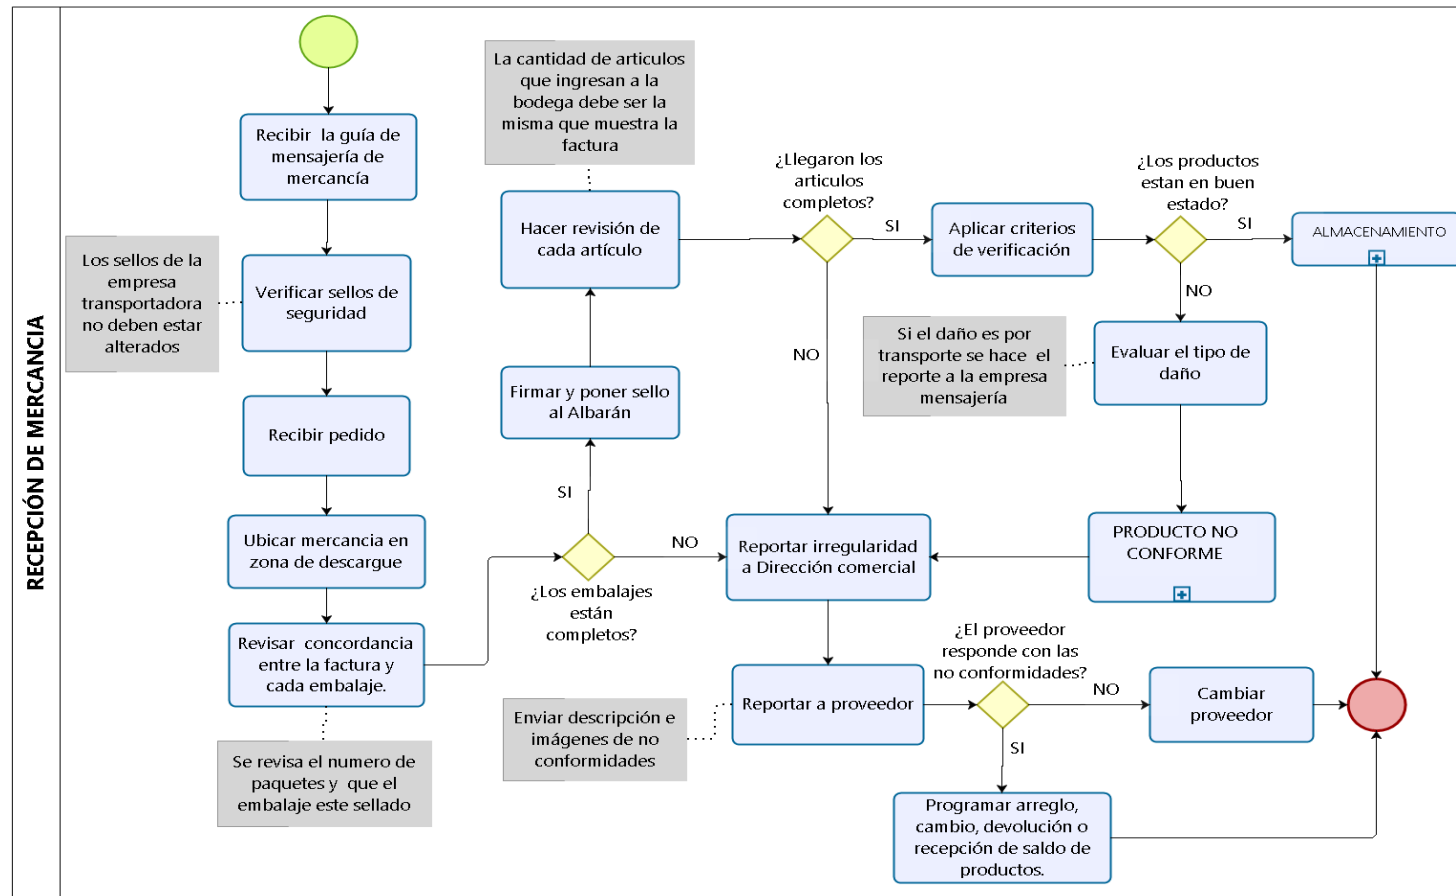 RECEPCIÓN DE MERCANCIA
Recibir la guía de
mensajería de
mercancía
Los sellos de la
empresa
transportadora
no deben estar
alterados
Verificar sellos de
seguridad
Recibir pedido
Ubicar mercancia en
zona de descargue
Revisar concordancia
entre la factura y
cada embalaje.
Se revisa el numero de
paquetes y que el
embalaje este sellado
¿Los embalajes
están
completos?
SI
NO
Firmar y poner sello
al Albarán
Hacer revisión de
cada artículo
La cantidad de articulos
que ingresan a la
bodega debe ser la
misma que muestra la
factura
¿Llegaron los
articulos
completos?
SI
NO
Aplicar criterios
de verificación
¿Los productos
estan en buen
estado?
SI
NO
ALMACENAMIENTO
Si el daño es por
transporte se hace el
reporte a la empresa
mensajería
Evaluar el tipo de
daño
PRODUCTO NO
CONFORME
Reportar irregularidad
a Dirección comercial
Reportar a proveedor
Enviar descripción e
imágenes de no
conformidades
¿El proveedor
responde con las
no conformidades?
NO
SI
Cambiar
proveedor
Programar arreglo,
cambio, devolución o
recepción de saldo de
productos.